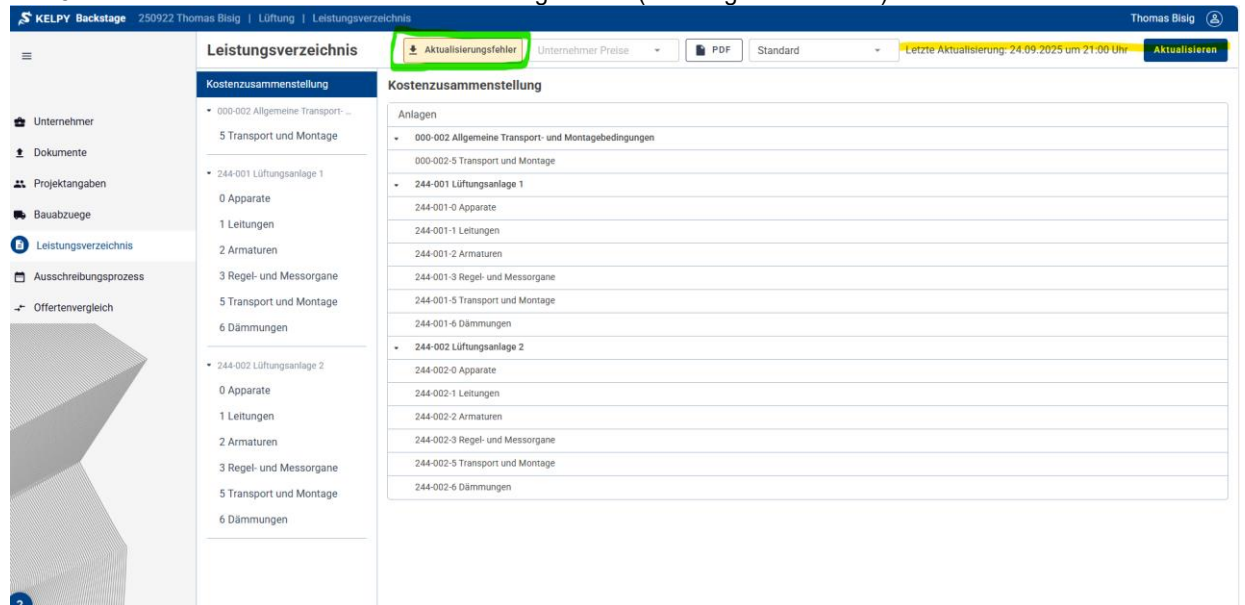 KELPY Backstage 250922 Thomas Bisig | Lüftung | Leistungsverzeichnis
Thomas Bisig
Leistungsverzeichnis
Aktualisierungsfehler
Unternehmer Preise
PDF
Standard
Letzte Aktualisierung: 24.09.2025 um 21:00 Uhr
Aktualisieren
Unternehmer
Dokumente
Projektangaben
Bauabzuege
Leistungsverzeichnis
Ausschreibungsprozess
Offertenvergleich
Kostenzusammenstellung
000-002 Allgemeine Transport- ...
5 Transport und Montage
244-001 Lüftungsanlage 1
0 Apparate
1 Leitungen
2 Armaturen
3 Regel- und Messorgane
5 Transport und Montage
6 Dämmungen
244-002 Lüftungsanlage 2
0 Apparate
1 Leitungen
2 Armaturen
3 Regel- und Messorgane
5 Transport und Montage
6 Dämmungen
Kostenzusammenstellung
Anlagen
000-002 Allgemeine Transport- und Montagebedingungen
000-002-5 Transport und Montage
244-001 Lüftungsanlage 1
244-001-0 Apparate
244-001-1 Leitungen
244-001-2 Armaturen
244-001-3 Regel- und Messorgane
244-001-5 Transport und Montage
244-001-6 Dämmungen
244-002 Lüftungsanlage 2
244-002-0 Apparate
244-002-1 Leitungen
244-002-2 Armaturen
244-002-3 Regel- und Messorgane
244-002-5 Transport und Montage
244-002-6 Dämmungen